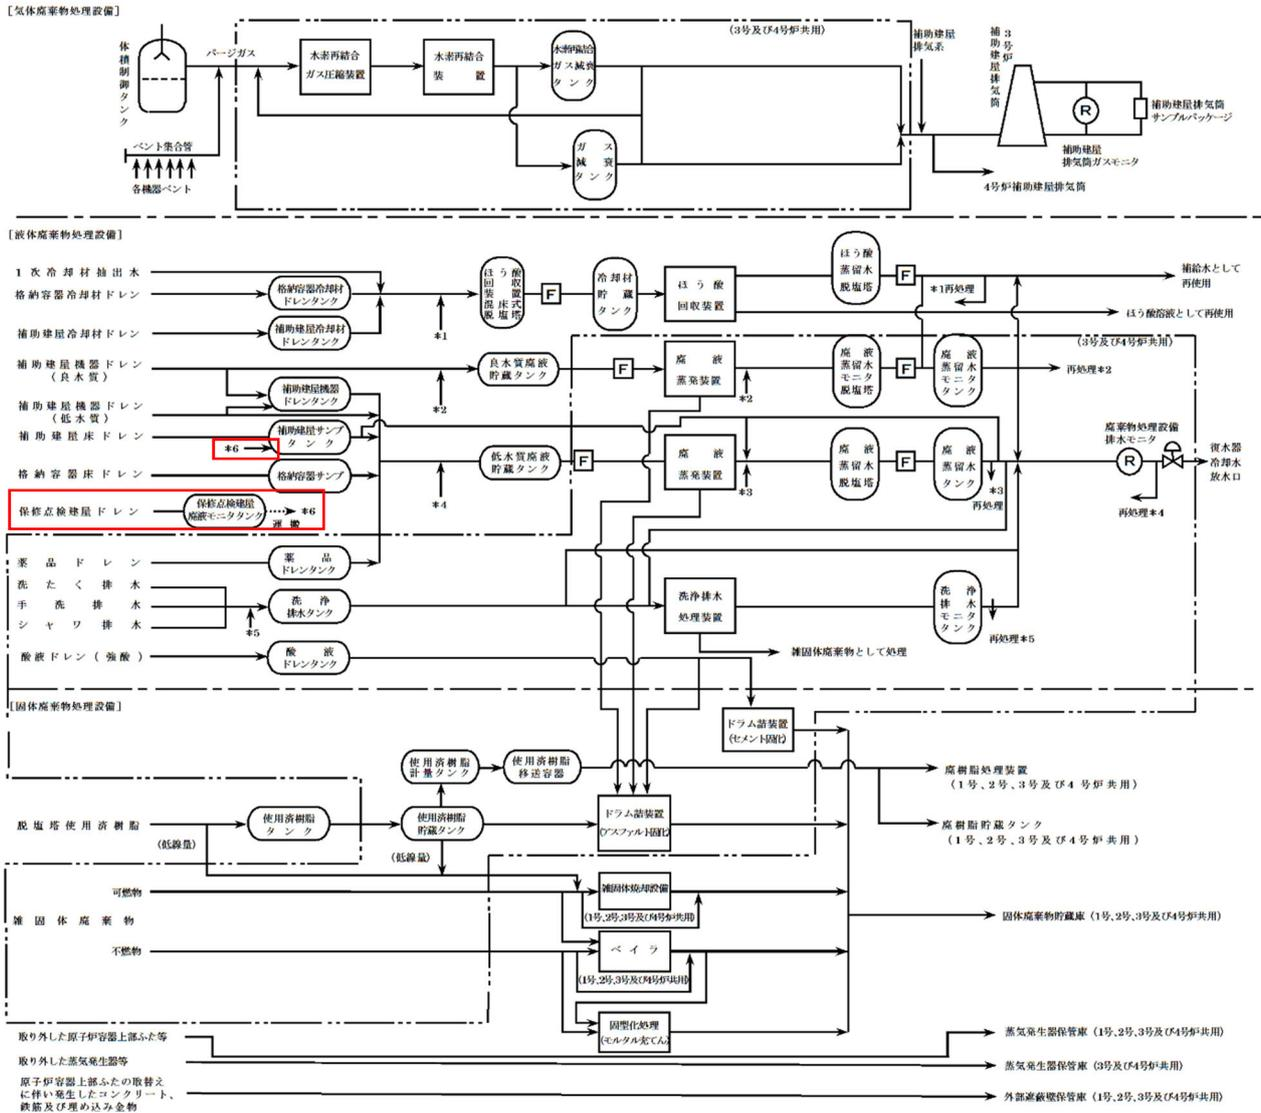 [気体廃棄物処理設備]
体積制御タンク
パージガス
ベント集合管
各機器ベント
水素再結合
ガス圧縮装置
水素再結合
装置
水素再結合
ガス減衰
タンク
ガス
減衰
タンク
(3号及び4号炉共用)
補助建屋
排気系
3号炉
補助建屋排気筒
R
補助建屋排気筒
サンプルパッケージ
補助建屋
排気筒ガスモニタ
4号炉補助建屋排気筒
[液体廃棄物処理設備]
1次冷却材抽出水
格納容器冷却材ドレン
格納容器冷却材
ドレンタンク
補助建屋冷却材ドレン
補助建屋冷却材
ドレンタンク
*1
ほう酸
回収
装置
混床式
脱塩塔
F
冷却材
貯蔵
タンク
ほう酸
回収装置
ほう酸
蒸留水
脱塩塔
F
*1再処理
補給水として
再使用
ほう酸溶液として再使用
(3号及び4号炉共用)
補助建屋機器ドレン
(良水質)
補助建屋機器
ドレンタンク
*2
良水質廃液
貯蔵タンク
F
廃液
蒸発装置
*2
廃液
蒸留水
モニタ
脱塩塔
F
廃液
蒸留水
モニタ
タンク
再処理*2
補助建屋機器ドレン
(低水質)
補助建屋床ドレン
補助建屋サンプ
タンク
*6
格納容器床ドレン
格納容器サンプ
*4
低水質廃液
貯蔵タンク
F
廃液
蒸発装置
*3
廃液
蒸留水
脱塩塔
F
廃液
蒸留水
タンク
*3
再処理
廃棄物処理設備
排水モニタ
R
再処理*4
復水器
冷却水
放水口
保修点検建屋ドレン
保修点検建屋
廃液モニタタンク
運搬
*6
薬品ドレン
薬品
ドレンタンク
洗たく排水
手洗排水
シャワ排水
*5
洗浄
排水タンク
洗浄排水
処理装置
洗浄
排水
モニタ
タンク
再処理*5
雑固体廃棄物として処理
酸液ドレン(強酸)
酸液
ドレンタンク
[固体廃棄物処理設備]
ドラム詰装置
(セメント固化)
使用済樹脂
計量タンク
使用済樹脂
移送容器
廃樹脂処理装置
(1号、2号、3号及び4号炉共用)
脱塩塔使用済樹脂
使用済樹脂
タンク
使用済樹脂
貯蔵タンク
ドラム詰装置
(アスファルト固化)
廃樹脂貯蔵タンク
(1号、2号、3号及び4号炉共用)
(低線量)
(低線量)
可燃物
雑固体焼却設備
(1号、2号、3号及び4号炉共用)
雑固体廃棄物
固体廃棄物貯蔵庫(1号、2号、3号及び4号炉共用)
不燃物
ベイラ
(1号、2号、3号及び4号炉共用)
固型化処理
(モルタル充てん)
取り外した原子炉容器上部ふた等
蒸気発生器保管庫(1号、2号、3号及び4号炉共用)
取り外した蒸気発生器等
蒸気発生器保管庫(3号及び4号炉共用)
原子炉容器上部ふたの取替え
に伴い発生したコンクリート、
鉄筋及び埋め込み金物
外部遮蔽壁保管庫(1号、2号、3号及び4号炉共用)